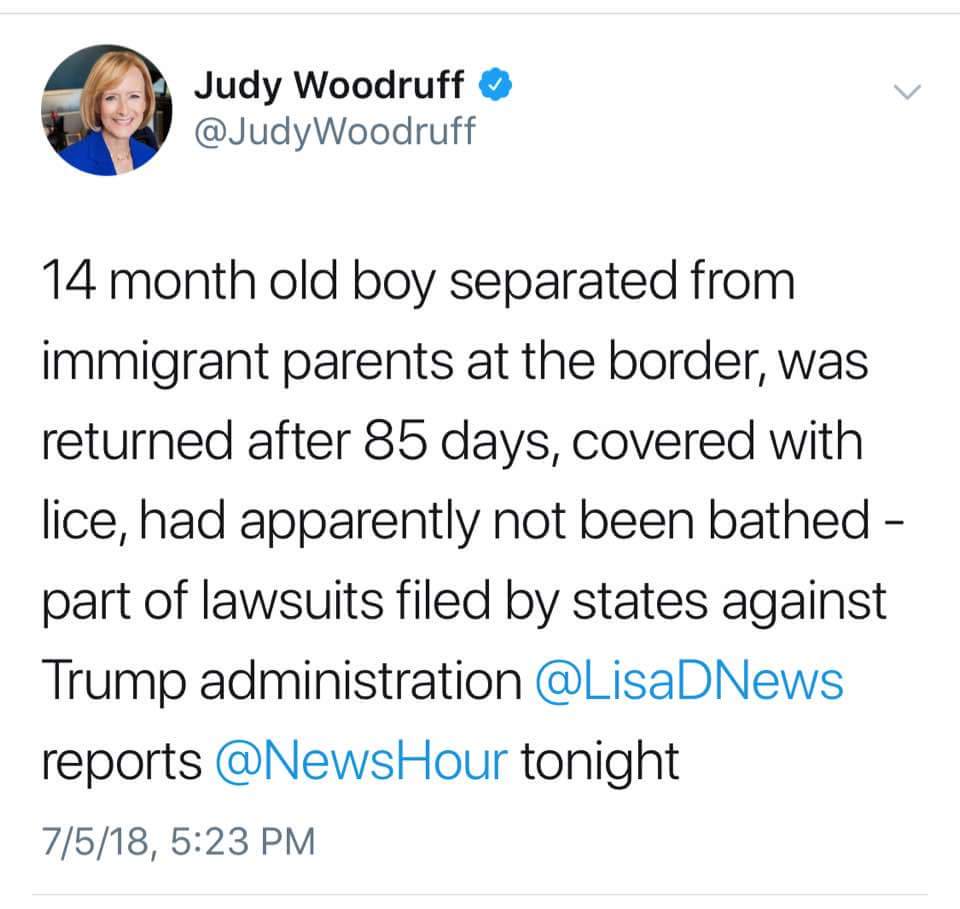 Judy Woodruff
@JudyWoodruff
14 month old boy separated from
immigrant parents at the border, was
returned after 85 days, covered with
lice, had apparently not been bathed -
part of lawsuits filed by states against
Trump administration @LisaDNews
reports @NewsHour tonight
7/5/18, 5:23 PM